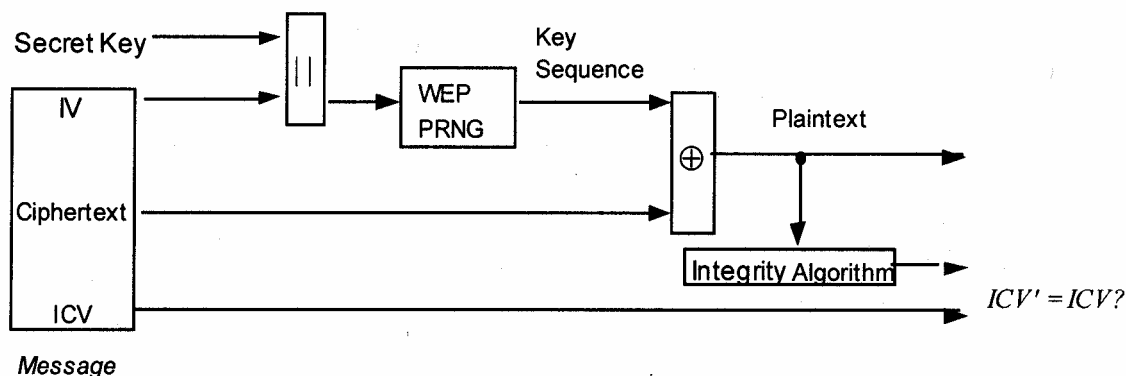 Secret Key
||
Key
Sequence
IV
WEP
PRNG
Plaintext
⊕
Ciphertext
Integrity Algorithm
ICV
ICV' = ICV?
Message